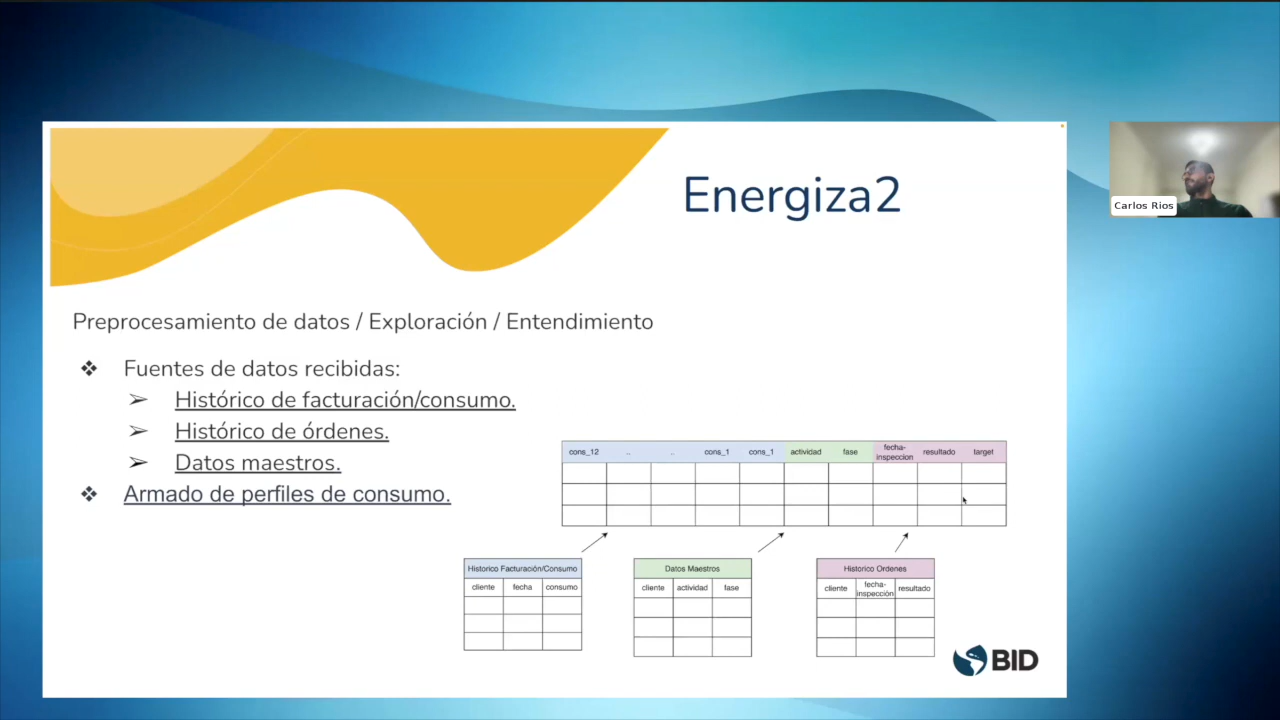 Energiza2
Carlos Rios
Preprocesamiento de datos / Exploración / Entendimiento
❖ Fuentes de datos recibidas:
➢ Histórico de facturación/consumo.
➢ Histórico de órdenes.
➢ Datos maestros.
❖ Armado de perfiles de consumo.
cons_12 .. .. cons_1 cons_1 actividad fase fecha-inspeccion resultado target
Historico Facturación/Consumo
cliente fecha consumo
Datos Maestros
cliente actividad fase
Historico Ordenes
cliente fecha-inspección resultado
BID